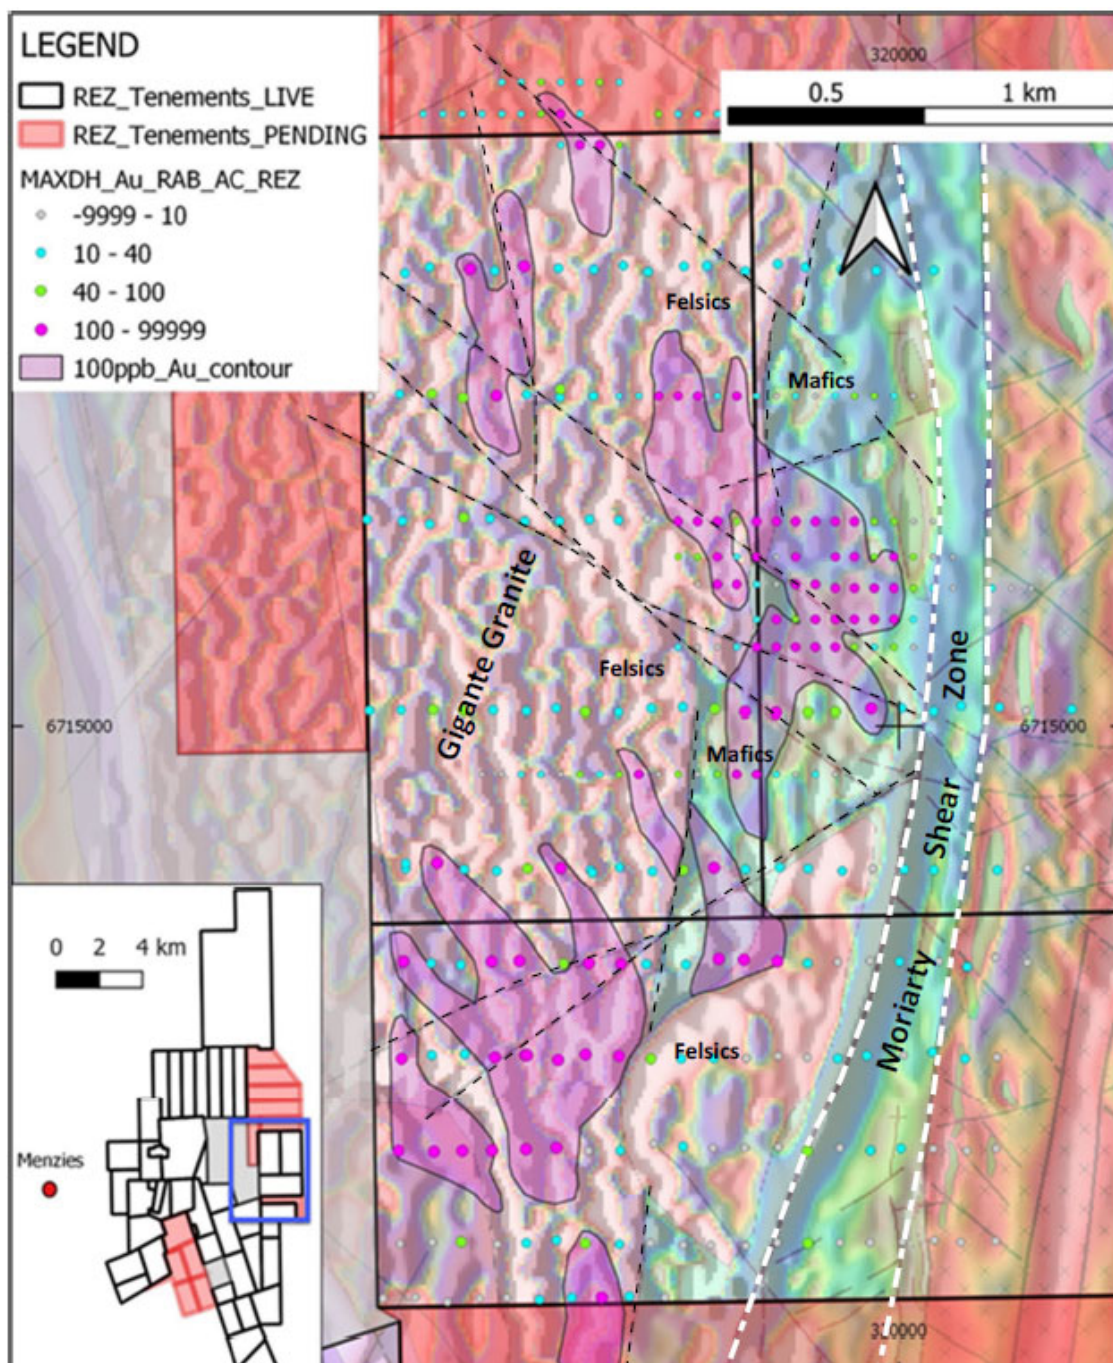 LEGEND
REZ_Tenements_LIVE
REZ_Tenements_PENDING
MAXDH_Au_RAB_AC_REZ
-9999 - 10
10 - 40
40 - 100
100 - 99999
100ppb_Au_contour
320000
0.5 1 km
Felsics
Mafics
Gigante Granite
Felsics
Zone
6715000
6715000
Mafics
Shear
Moriarty
Felsics
0 2 4 km
Menzies
320000